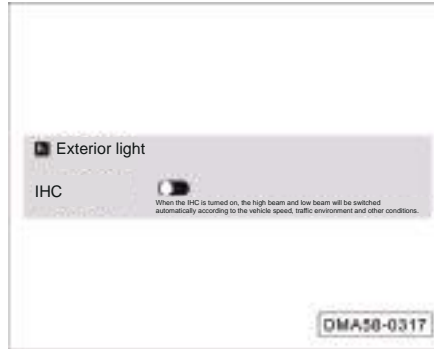 Exterior light
IHC
When the IHC is turned on, the high beam and low beam will be switched
automatically according to the vehicle speed, traffic environment and other conditions.
DMA58-0317